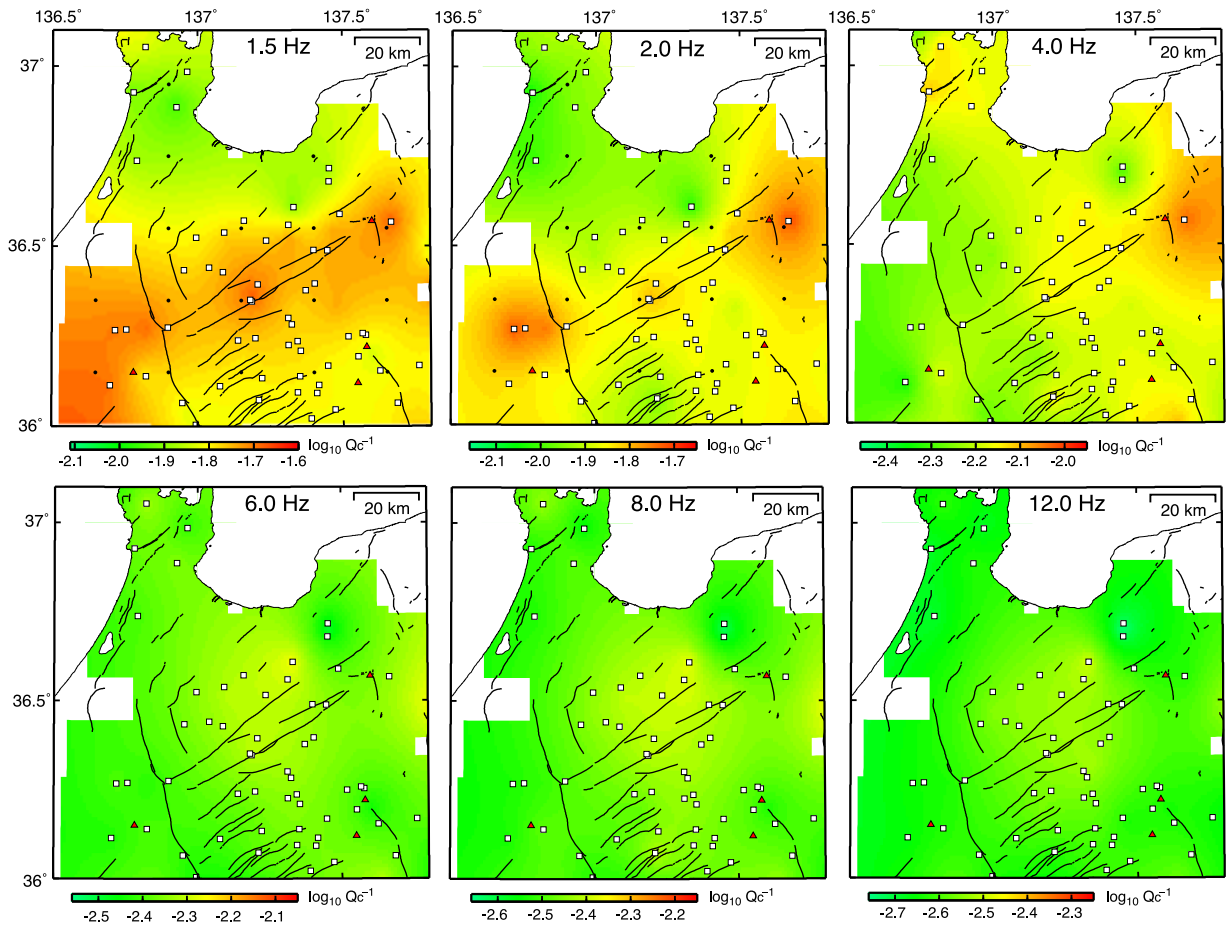 136.5° 137° 137.5° 136.5° 137° 137.5° 136.5° 137° 137.5°
1.5 Hz 20 km 2.0 Hz 20 km 4.0 Hz 20 km
37°
36.5°
36°
-2.1 -2.0 -1.9 -1.8 -1.7 -1.6 log₁₀ Qc⁻¹ -2.1 -2.0 -1.9 -1.8 -1.7 log₁₀ Qc⁻¹ -2.4 -2.3 -2.2 -2.1 -2.0 log₁₀ Qc⁻¹
6.0 Hz 20 km 8.0 Hz 20 km 12.0 Hz 20 km
37°
36.5°
36°
-2.5 -2.4 -2.3 -2.2 -2.1 log₁₀ Qc⁻¹ -2.6 -2.5 -2.4 -2.3 -2.2 log₁₀ Qc⁻¹ -2.7 -2.6 -2.5 -2.4 -2.3 log₁₀ Qc⁻¹